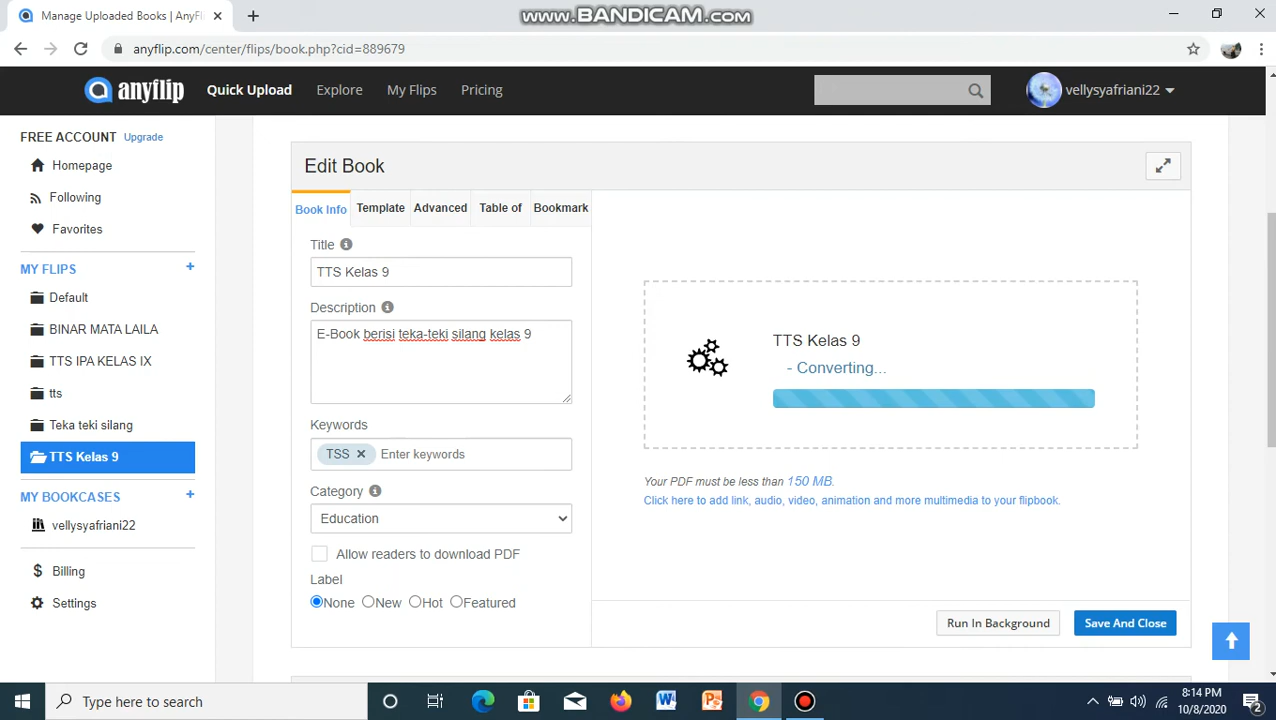 www.BANDICAM.com
Manage Uploaded Books | AnyFli
anyflip.com/center/flips/book.php?cid=889679
anyflip
Quick Upload
Explore
My Flips
Pricing
vellysyafriani22
FREE ACCOUNT Upgrade
Homepage
Following
Favorites
MY FLIPS +
Default
BINAR MATA LAILA
TTS IPA KELAS IX
tts
Teka teki silang
TTS Kelas 9
MY BOOKCASES +
vellysyafriani22
Billing
Settings
Edit Book
Book Info
Template
Advanced
Table of
Bookmark
Title
TTS Kelas 9
Description
E-Book berisi teka-teki silang kelas 9
Keywords
TSS Enter keywords
Category
Education
Allow readers to download PDF
Label
None New Hot Featured
TTS Kelas 9
- Converting...
Your PDF must be less than 150 MB.
Click here to add link, audio, video, animation and more multimedia to your flipbook.
Run In Background
Save And Close
Type here to search
8:14 PM
10/8/2020
2